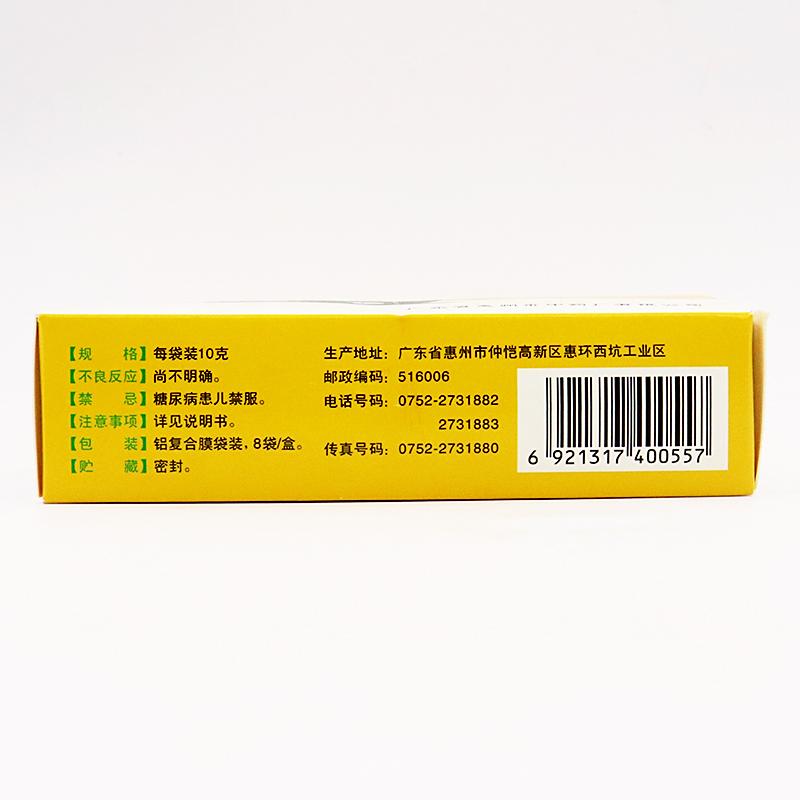 【规 格】每袋装10克
【不良反应】尚不明确。
【禁 忌】糖尿病患儿禁服。
【注意事项】详见说明书。
【包 装】铝复合膜袋装,8袋/盒。
【贮 藏】密封。
生产地址:广东省惠州市仲恺高新区惠环西坑工业区
邮政编码:516006
电话号码:0752-2731882
2731883
传真号码:0752-2731880
6 921317 400557